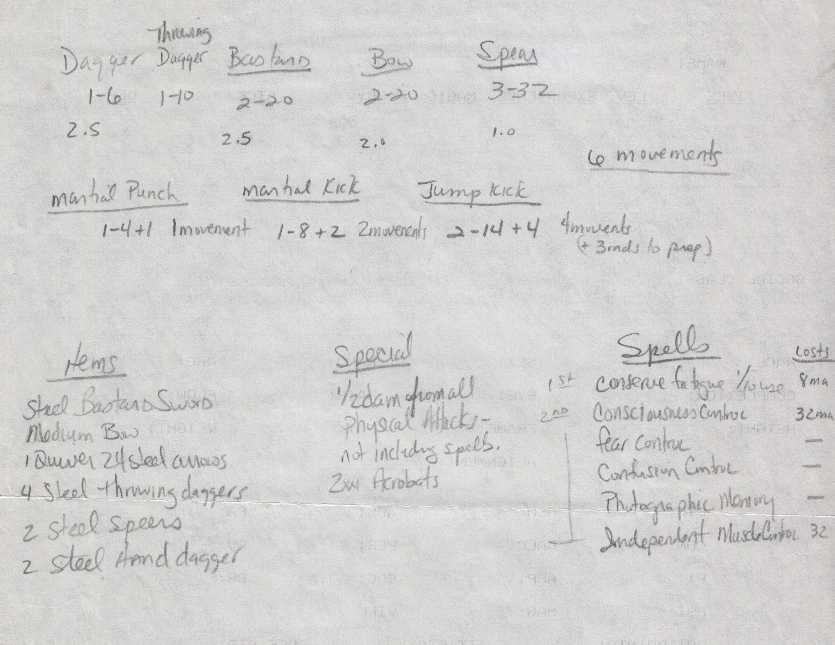 Throwing
Dagger Dagger Bastard Bow Spear
1-6 1-10 2-20 2-20 3-32
2.5 2.5 2.0 1.0
6 movements
martial Punch martial Kick Jump Kick
1-4+1 1movement 1-8+2 2movements 2-14+4 4movents
(+3rnds to prep)
Items Special Spells costs
Steel Bastard Sword
Medium Bow
1 Quiver 24 steel arrows
4 Steel throwing daggers
2 Steel Spears
2 Steel Hand dagger
1/2 dam from all
Physical Attacks -
not including spells.
Acrobats
1st Conserve fatigue 1/10 use 8ma
2nd Consciousness Control 32ma
fear Control —
Confusion Control —
Photographic Memory —
Independent Muscle Control 32